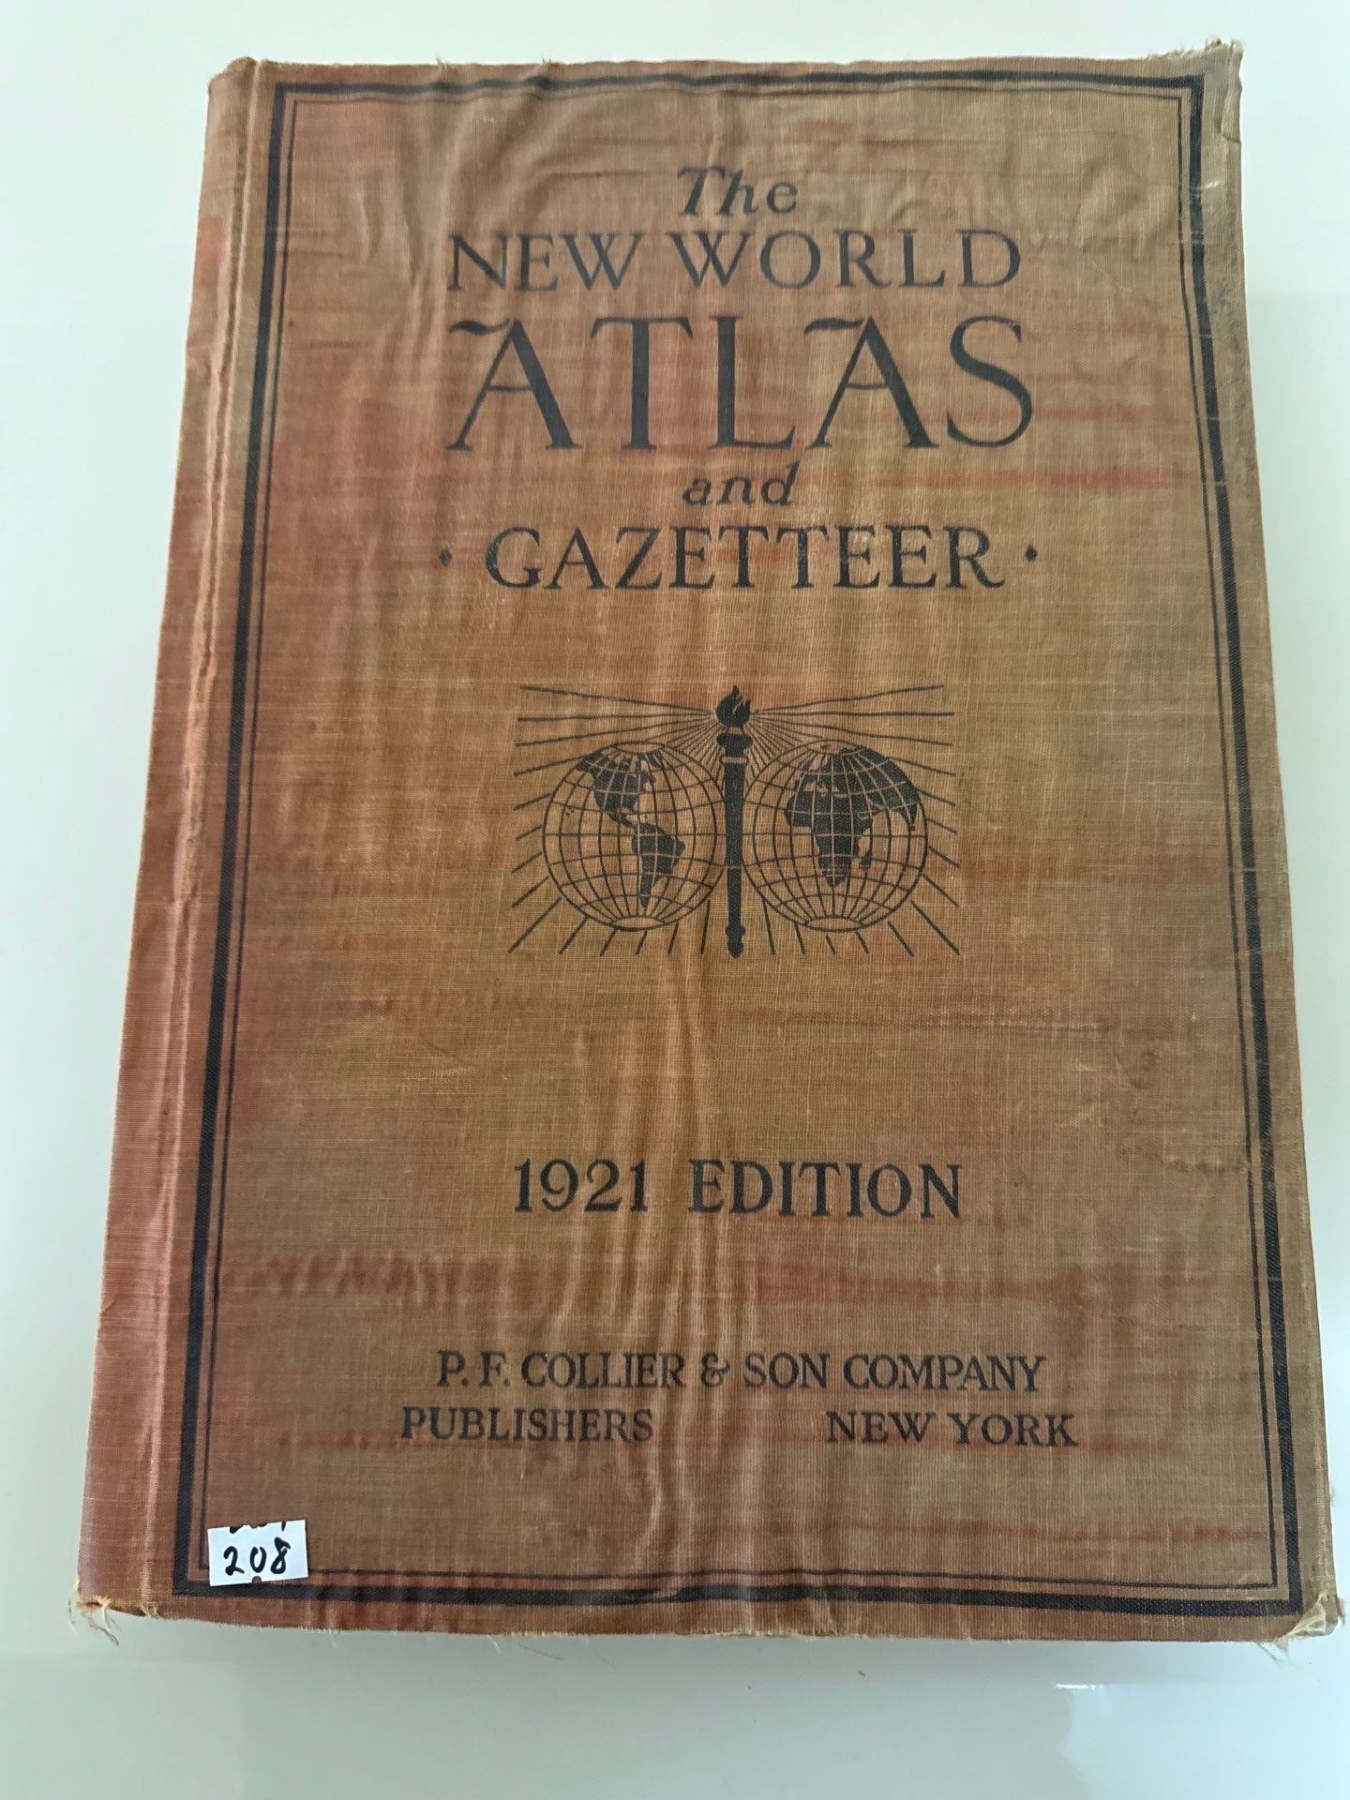 The
NEW WORLD
ATLAS
and
· GAZETTEER ·
1921 EDITION
P. F. COLLIER & SON COMPANY
PUBLISHERS NEW YORK
208